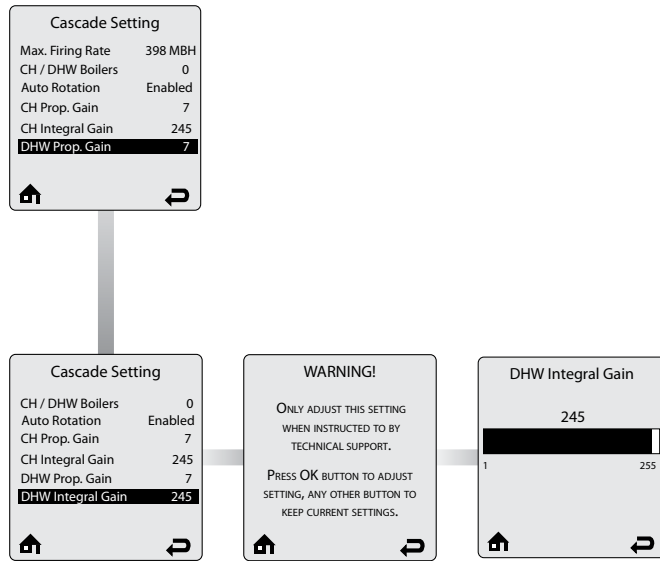 Cascade Setting
Max. Firing Rate 398 MBH
CH / DHW Boilers 0
Auto Rotation Enabled
CH Prop. Gain 7
CH Integral Gain 245
DHW Prop. Gain 7
Cascade Setting
CH / DHW Boilers 0
Auto Rotation Enabled
CH Prop. Gain 7
CH Integral Gain 245
DHW Prop. Gain 7
DHW Integral Gain 245
WARNING!
ONLY ADJUST THIS SETTING
WHEN INSTRUCTED TO BY
TECHNICAL SUPPORT.
PRESS OK BUTTON TO ADJUST
SETTING, ANY OTHER BUTTON TO
KEEP CURRENT SETTINGS.
DHW Integral Gain
245
1 255